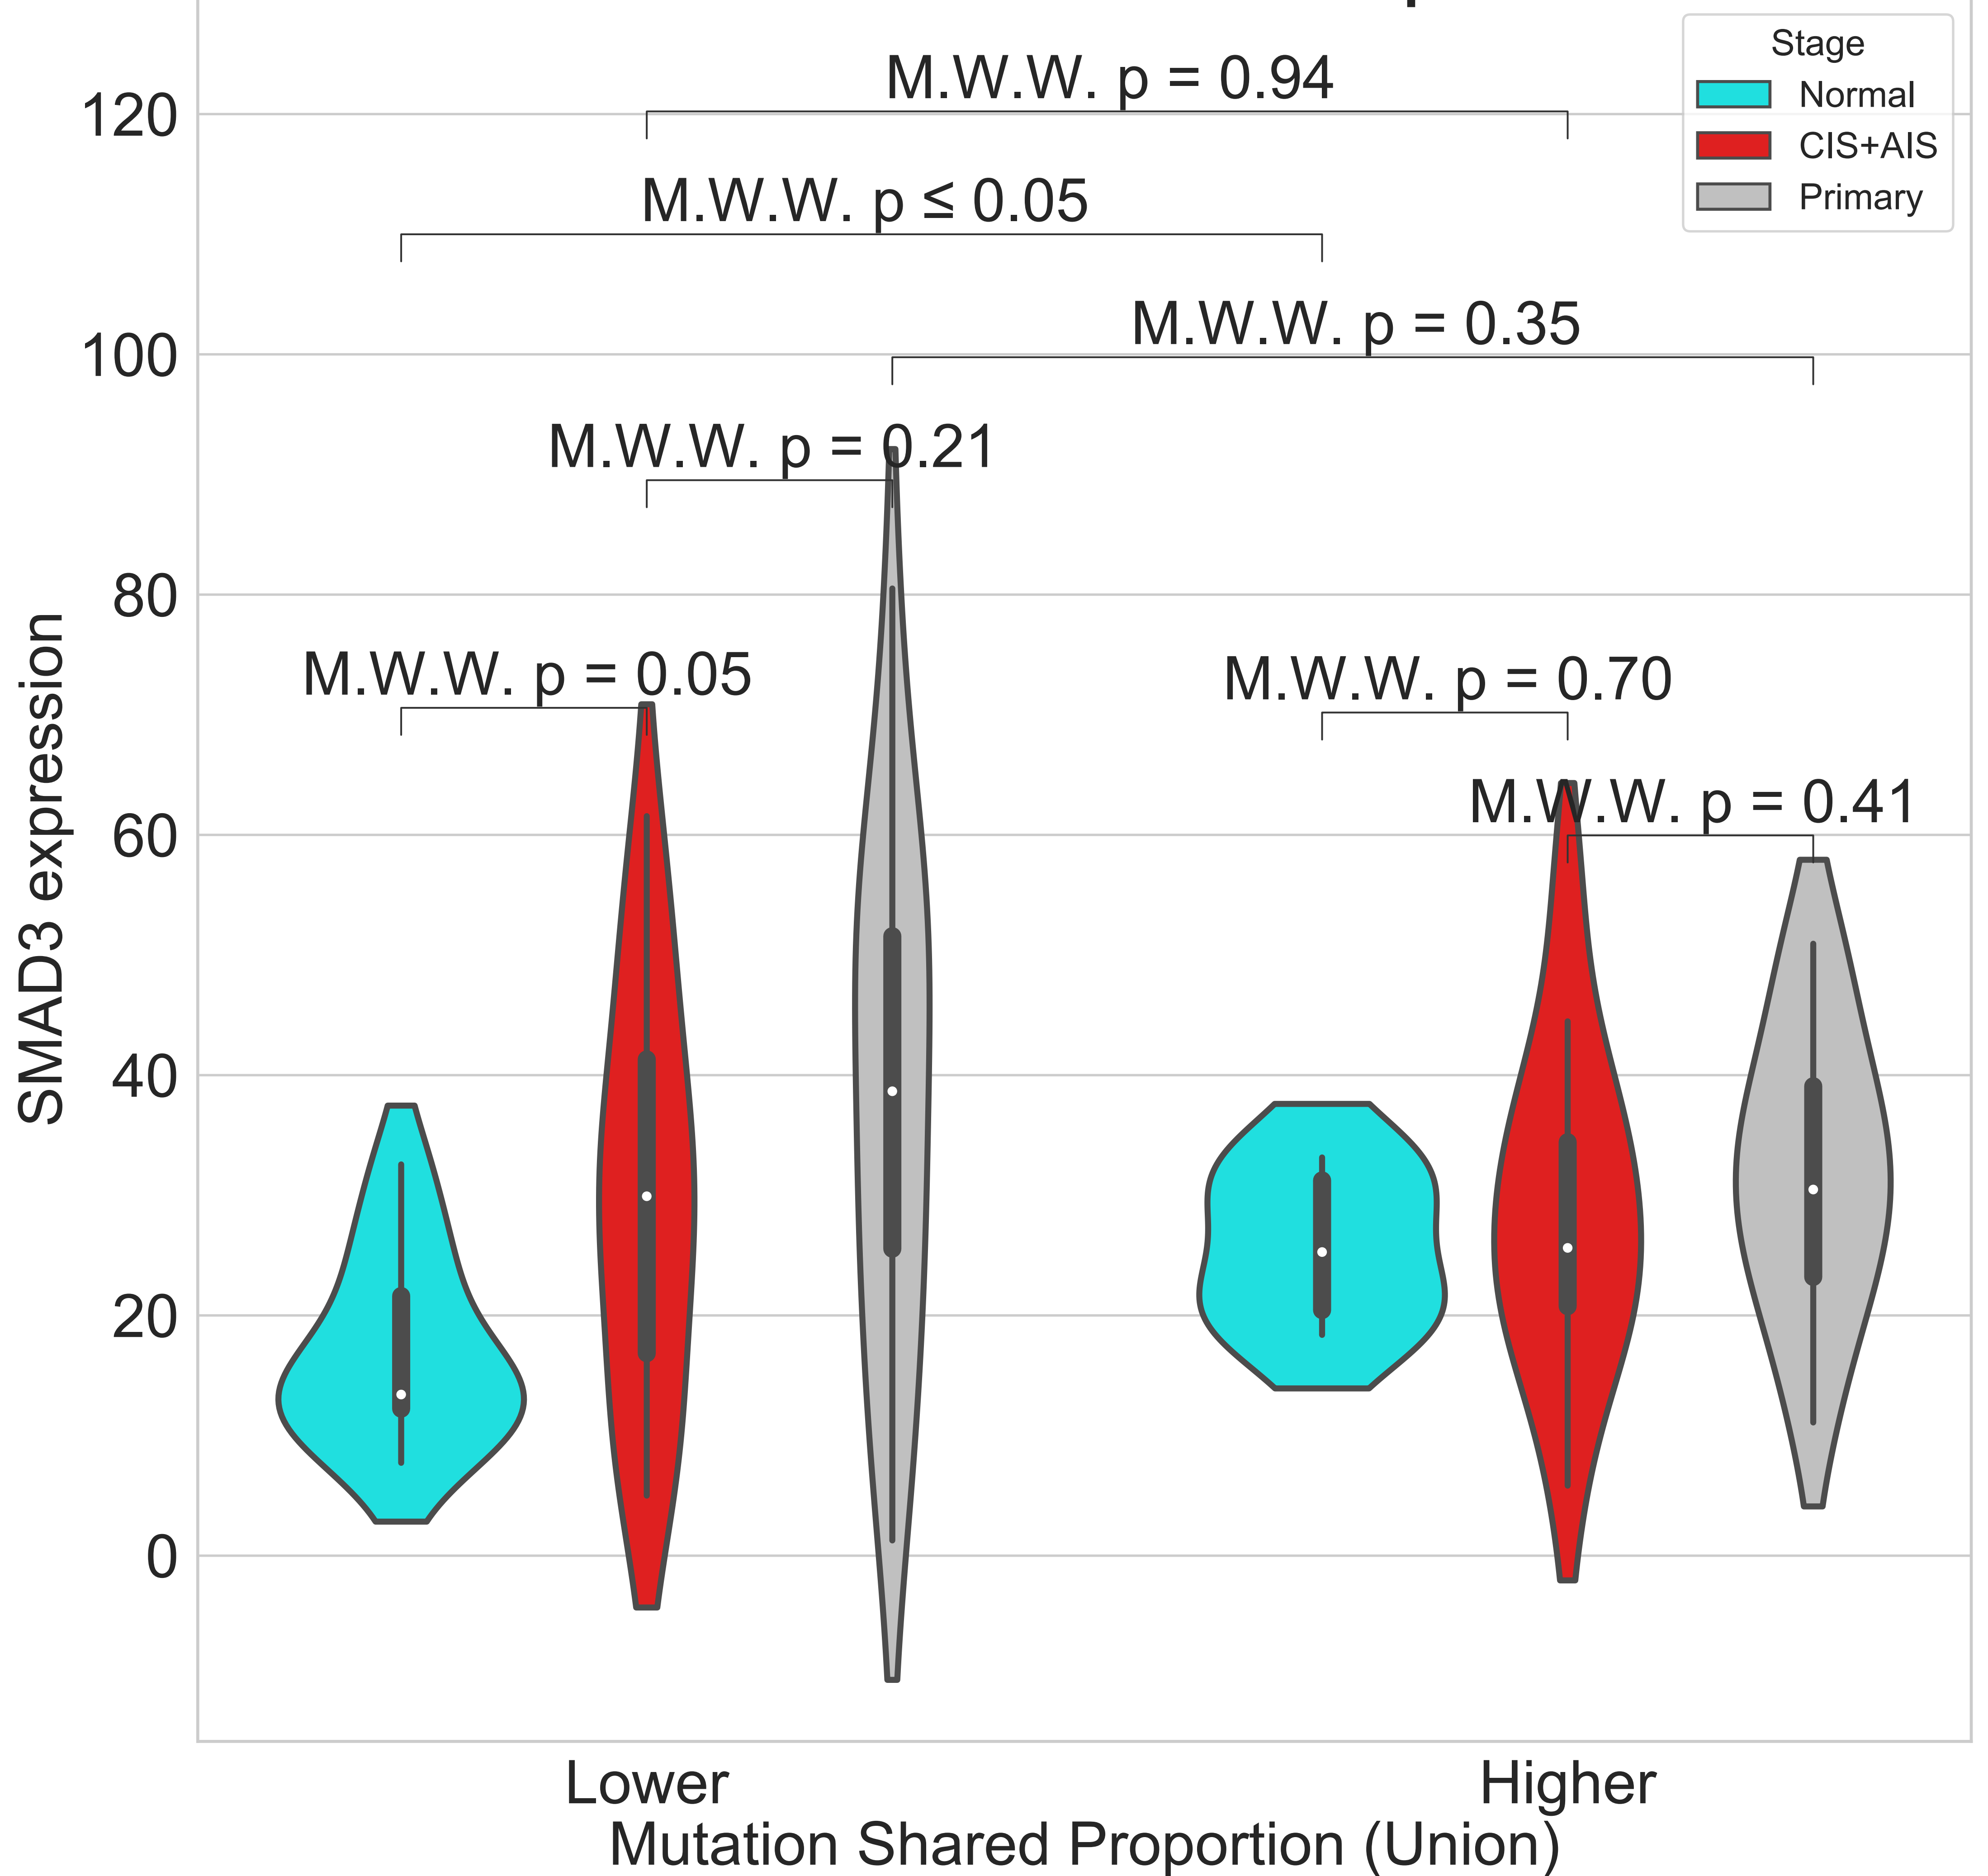 Stage
Normal
CIS+AIS
Primary
M.W.W. p = 0.94
M.W.W. p ≤ 0.05
M.W.W. p = 0.35
M.W.W. p = 0.21
M.W.W. p = 0.05
M.W.W. p = 0.70
M.W.W. p = 0.41
120
100
80
60
40
20
0
SMAD3 expression
Lower
Higher
Mutation Shared Proportion (Union)